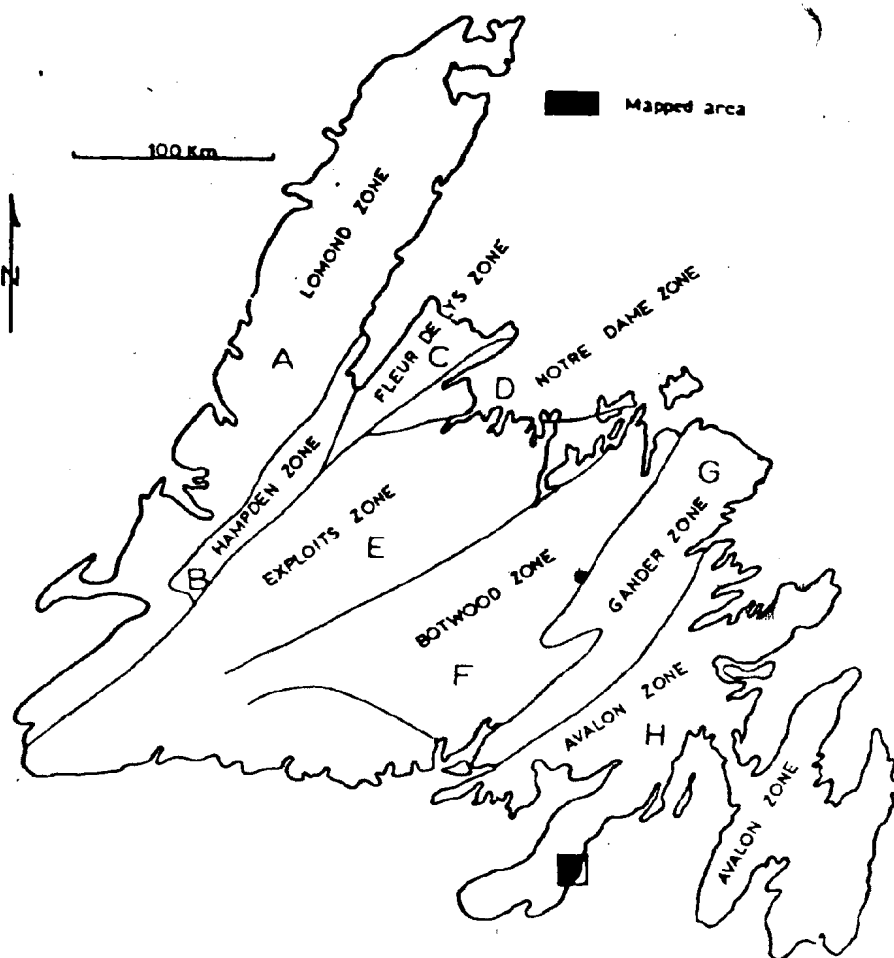 Mapped area
100 Km
N
LOMOND ZONE
A
FLEUR DE LYS ZONE
C
D
NOTRE DAME ZONE
HAMPDEN ZONE
B
EXPLOITS ZONE
E
G
GANDER ZONE
BOTWOOD ZONE
F
AVALON ZONE
H
AVALON ZONE